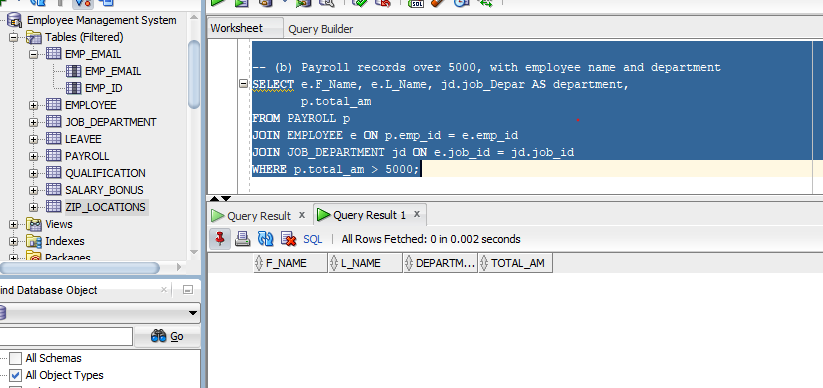 Employee Management System
Tables (Filtered)
EMP_EMAIL
EMP_EMAIL
EMP_ID
EMPLOYEE
JOB_DEPARTMENT
LEAVEE
PAYROLL
QUALIFICATION
SALARY_BONUS
ZIP_LOCATIONS
Views
Indexes
Packages
ind Database Object
Go
All Schemas
All Object Types
SQL
Worksheet Query Builder
-- (b) Payroll records over 5000, with employee name and department
SELECT e.F_Name, e.L_Name, jd.job_Depar AS department,
p.total_am
FROM PAYROLL p
JOIN EMPLOYEE e ON p.emp_id = e.emp_id
JOIN JOB_DEPARTMENT jd ON e.job_id = jd.job_id
WHERE p.total_am > 5000;
Query Result x Query Result 1 x
SQL All Rows Fetched: 0 in 0.002 seconds
F_NAME L_NAME DEPARTM... TOTAL_AM